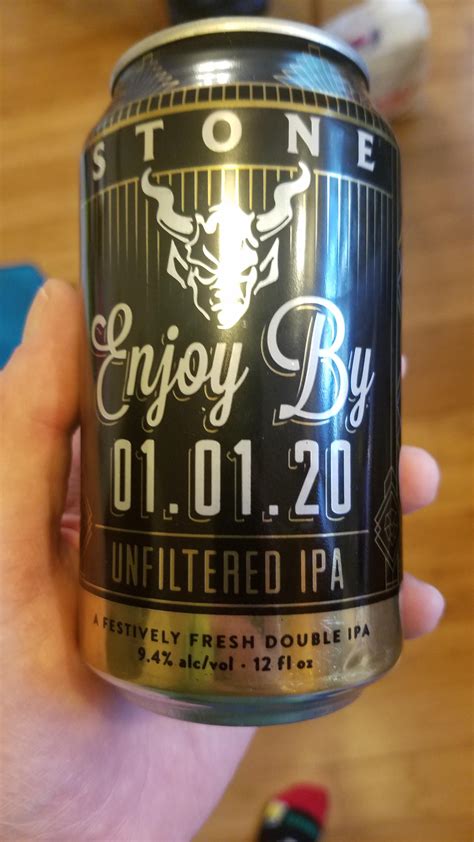 STONE
Enjoy By
01.01.20
UNFILTERED IPA
A FESTIVELY FRESH DOUBLE IPA
9.4% alc/vol · 12 fl oz